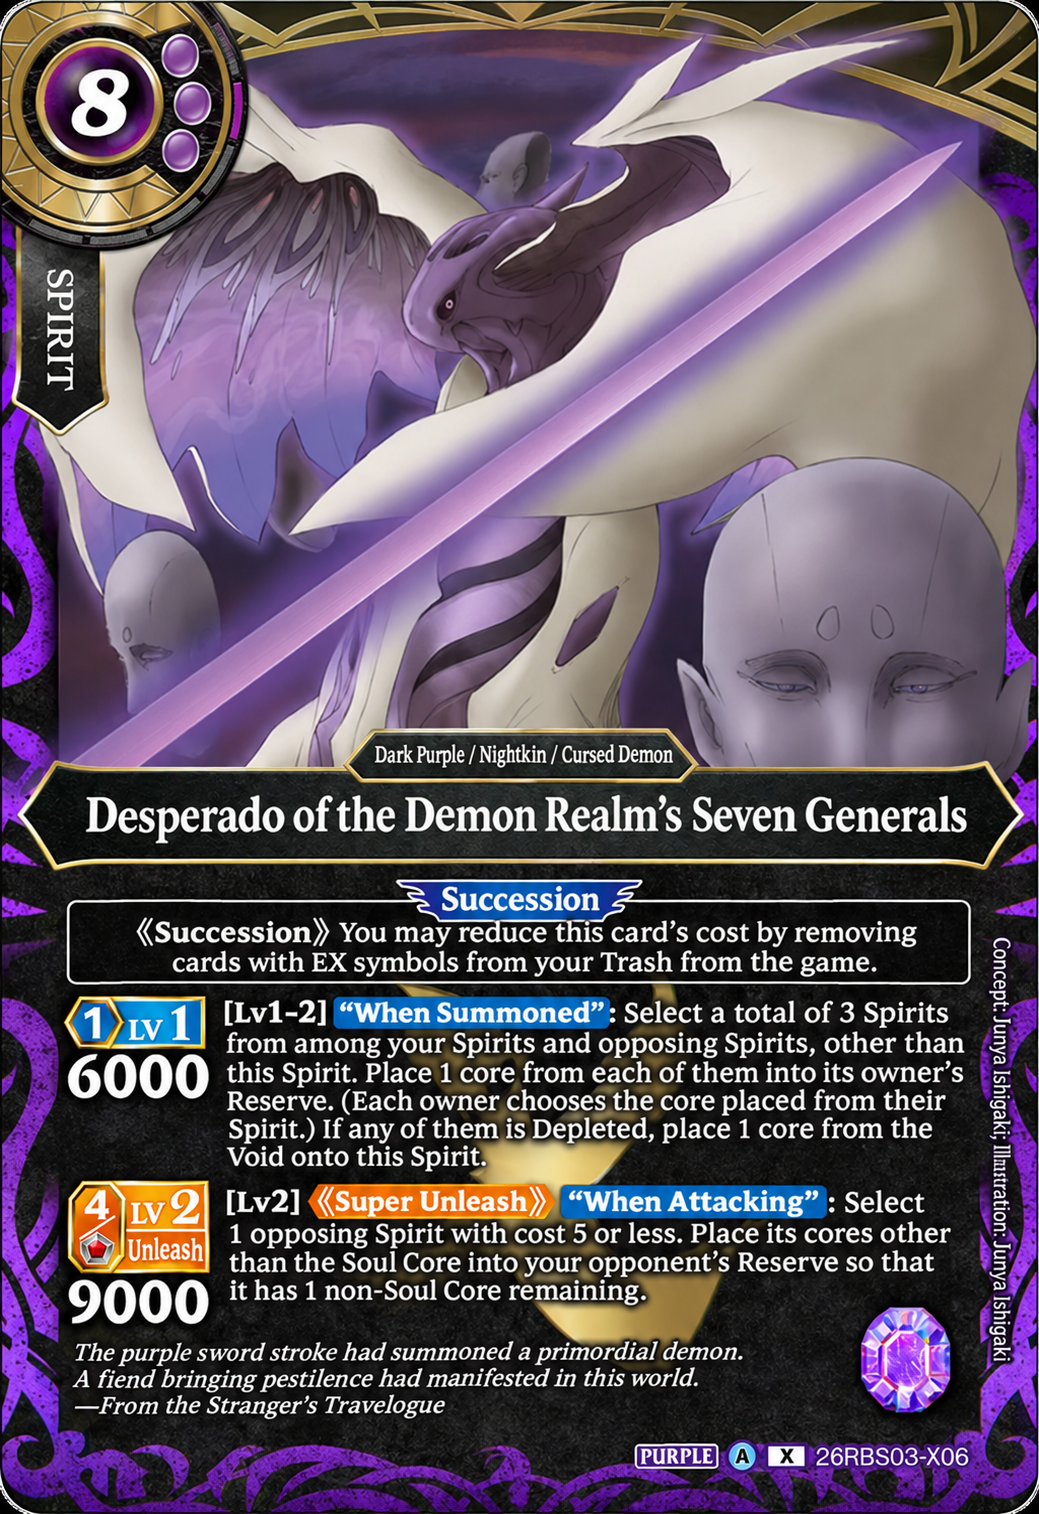 8
SPIRIT
Dark Purple / Nightkin / Cursed Demon
Desperado of the Demon Realm's Seven Generals
Succession
《Succession》 You may reduce this card's cost by removing
cards with EX symbols from your Trash from the game.
1 LV 1
6000
[Lv1-2] “When Summoned”: Select a total of 3 Spirits
from among your Spirits and opposing Spirits, other than
this Spirit. Place 1 core from each of them into its owner's
Reserve. (Each owner chooses the core placed from their
Spirit.) If any of them is Depleted, place 1 core from the
Void onto this Spirit.
4 LV 2
Unleash
9000
[Lv2] 《Super Unleash》 “When Attacking”: Select
1 opposing Spirit with cost 5 or less. Place its cores other
than the Soul Core into your opponent's Reserve so that
it has 1 non-Soul Core remaining.
The purple sword stroke had summoned a primordial demon.
A fiend bringing pestilence had manifested in this world.
—From the Stranger's Travelogue
Concept: Junya Ishigaki; Illustration: Junya Ishigaki
PURPLE A X 26RBS03-X06